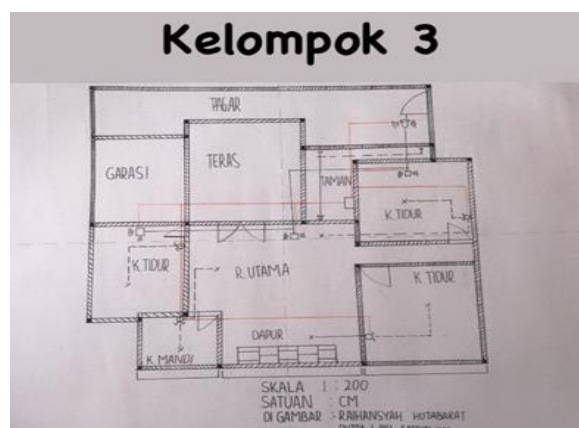 Kelompok 3
PAGAR
GARASI
TERAS
TAMAN
K.TIDUR
K.TIDUR
R.UTAMA
K TIDUR
DAPUR
K.MANDI
SKALA 1 : 200
SATUAN : CM
DI GAMBAR : RAIHANSYAH HUTABARAT